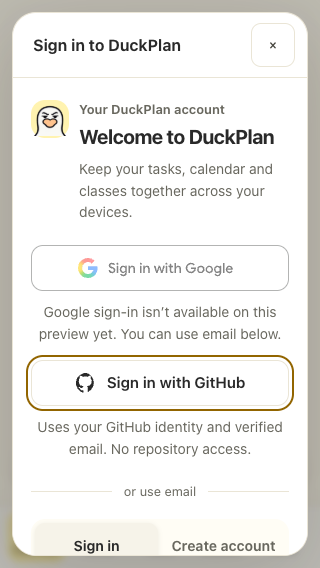 Sign in to DuckPlan
×
Your DuckPlan account
Welcome to DuckPlan
Keep your tasks, calendar and
classes together across your
devices.
Sign in with Google
Google sign-in isn’t available on this
preview yet. You can use email below.
Sign in with GitHub
Uses your GitHub identity and verified
email. No repository access.
or use email
Sign in
Create account